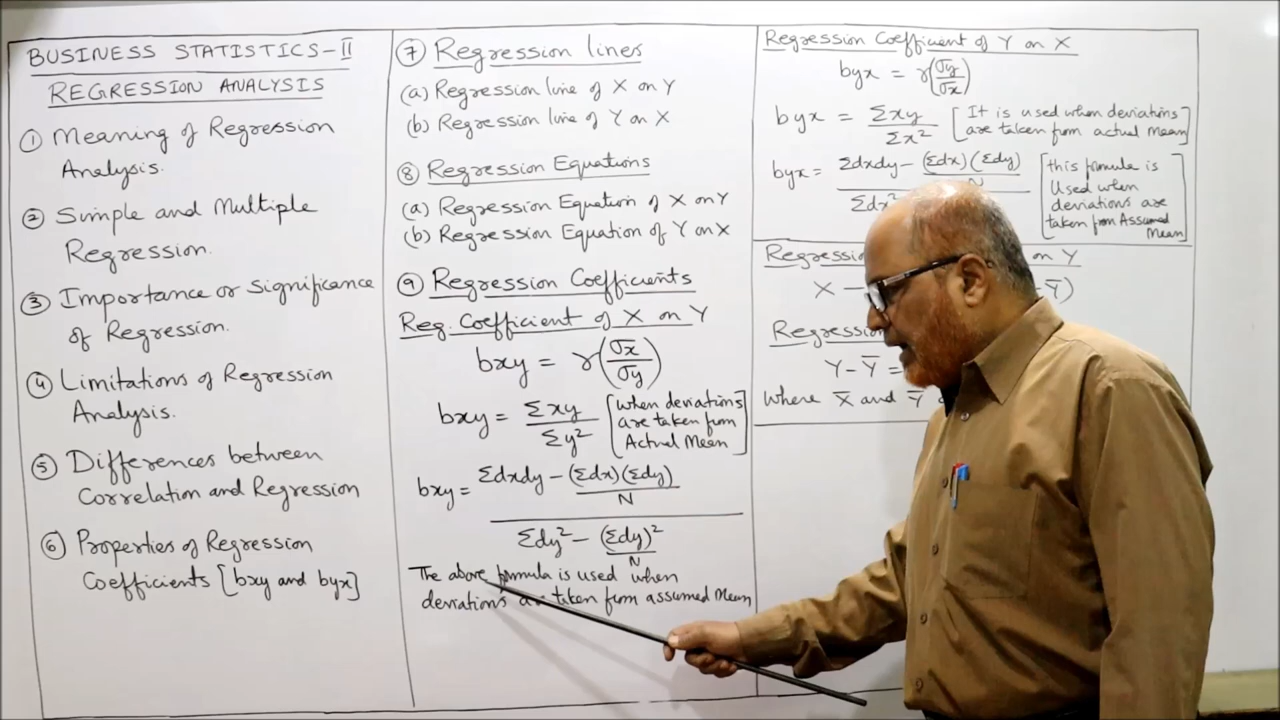 BUSINESS STATISTICS-II
REGRESSION ANALYSIS
① Meaning of Regression
Analysis.
② Simple and Multiple
Regression.
③ Importance or Significance
of Regression.
④ Limitations of Regression
Analysis.
⑤ Differences between
Correlation and Regression
⑥ Properties of Regression
Coefficients [bxy and byx]
⑦ Regression lines
(a) Regression line of X on Y
(b) Regression line of Y on X
⑧ Regression Equations
(a) Regression Equation of X on Y
(b) Regression Equation of Y on X
⑨ Regression Coefficients
Reg. Coefficient of X on Y
bxy = r(σx/σy)
bxy = Σxy/Σy² [when deviations
are taken from
Actual Mean]
bxy = Σdxdy - (Σdx)(Σdy)/N
Σdy² - (Σdy)²/N
The above formula is used when
deviations are taken from assumed Mean
Regression Coefficient of Y on X
byx = r(σy/σx)
byx = Σxy/Σx² [It is used when deviations
are taken from actual Mean]
byx = Σdxdy - (Σdx)(Σdy)/N [this formula is
Used when
deviations are
taken from Assumed
Mean]
Σdx²
on Y
X -
Ȳ)
Y - Ȳ =
Where X̄ and Ȳ